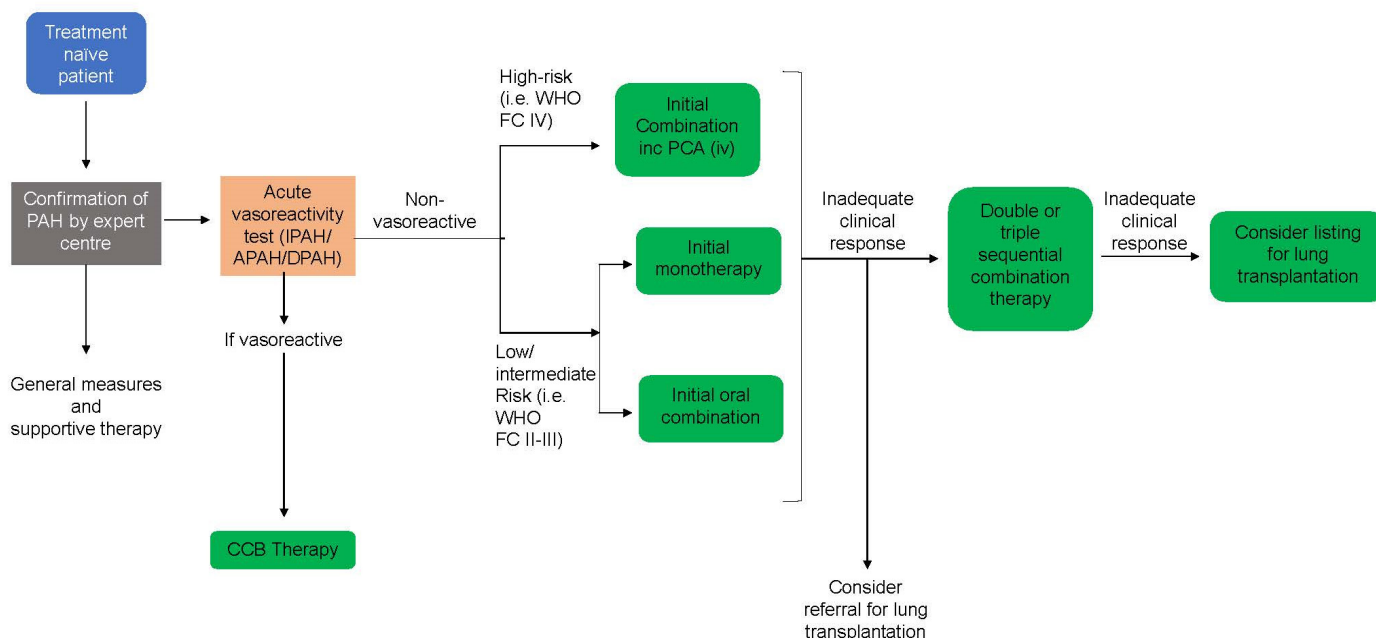 Treatment
naïve
patient
Confirmation of
PAH by expert
centre
General measures
and
supportive therapy
Acute
vasoreactivity
test (IPAH/
APAH/DPAH)
If vasoreactive
CCB Therapy
Non-
vasoreactive
High-risk
(i.e. WHO
FC IV)
Initial
Combination
inc PCA (iv)
Initial
monotherapy
Low/
intermediate
Risk (i.e.
WHO
FC II-III)
Initial oral
combination
Inadequate
clinical
response
Consider
referral for lung
transplantation
Double or
triple
sequential
combination
therapy
Inadequate
clinical
response
Consider listing
for lung
transplantation